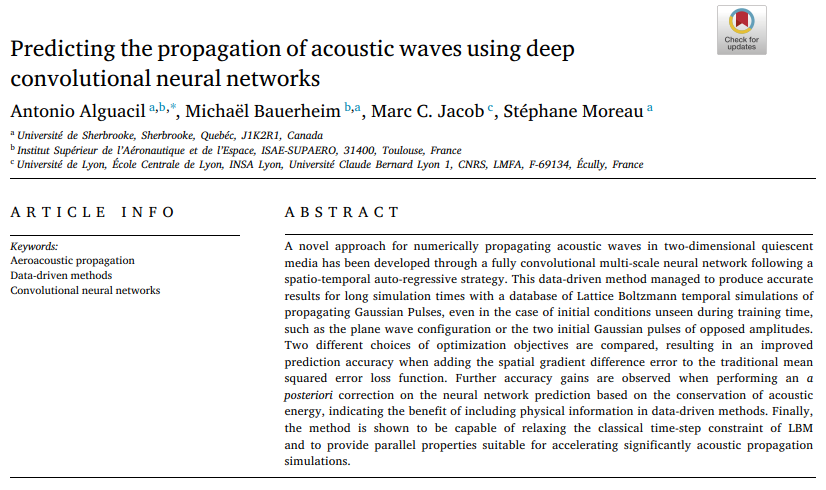 Check for
updates
Predicting the propagation of acoustic waves using deep
convolutional neural networks
Antonio Alguacil a,b,*, Michaël Bauerheim b,a, Marc C. Jacob c, Stéphane Moreau a
a Université de Sherbrooke, Sherbrooke, Quebéc, J1K2R1, Canada
b Institut Supérieur de l'Aéronautique et de l'Espace, ISAE-SUPAERO, 31400, Toulouse, France
c Université de Lyon, École Centrale de Lyon, INSA Lyon, Université Claude Bernard Lyon 1, CNRS, LMFA, F-69134, Écully, France
ARTICLE INFO
Keywords:
Aeroacoustic propagation
Data-driven methods
Convolutional neural networks
ABSTRACT
A novel approach for numerically propagating acoustic waves in two-dimensional quiescent
media has been developed through a fully convolutional multi-scale neural network following a
spatio-temporal auto-regressive strategy. This data-driven method managed to produce accurate
results for long simulation times with a database of Lattice Boltzmann temporal simulations of
propagating Gaussian Pulses, even in the case of initial conditions unseen during training time,
such as the plane wave configuration or the two initial Gaussian pulses of opposed amplitudes.
Two different choices of optimization objectives are compared, resulting in an improved
prediction accuracy when adding the spatial gradient difference error to the traditional mean
squared error loss function. Further accuracy gains are observed when performing an a
posteriori correction on the neural network prediction based on the conservation of acoustic
energy, indicating the benefit of including physical information in data-driven methods. Finally,
the method is shown to be capable of relaxing the classical time-step constraint of LBM
and to provide parallel properties suitable for accelerating significantly acoustic propagation
simulations.